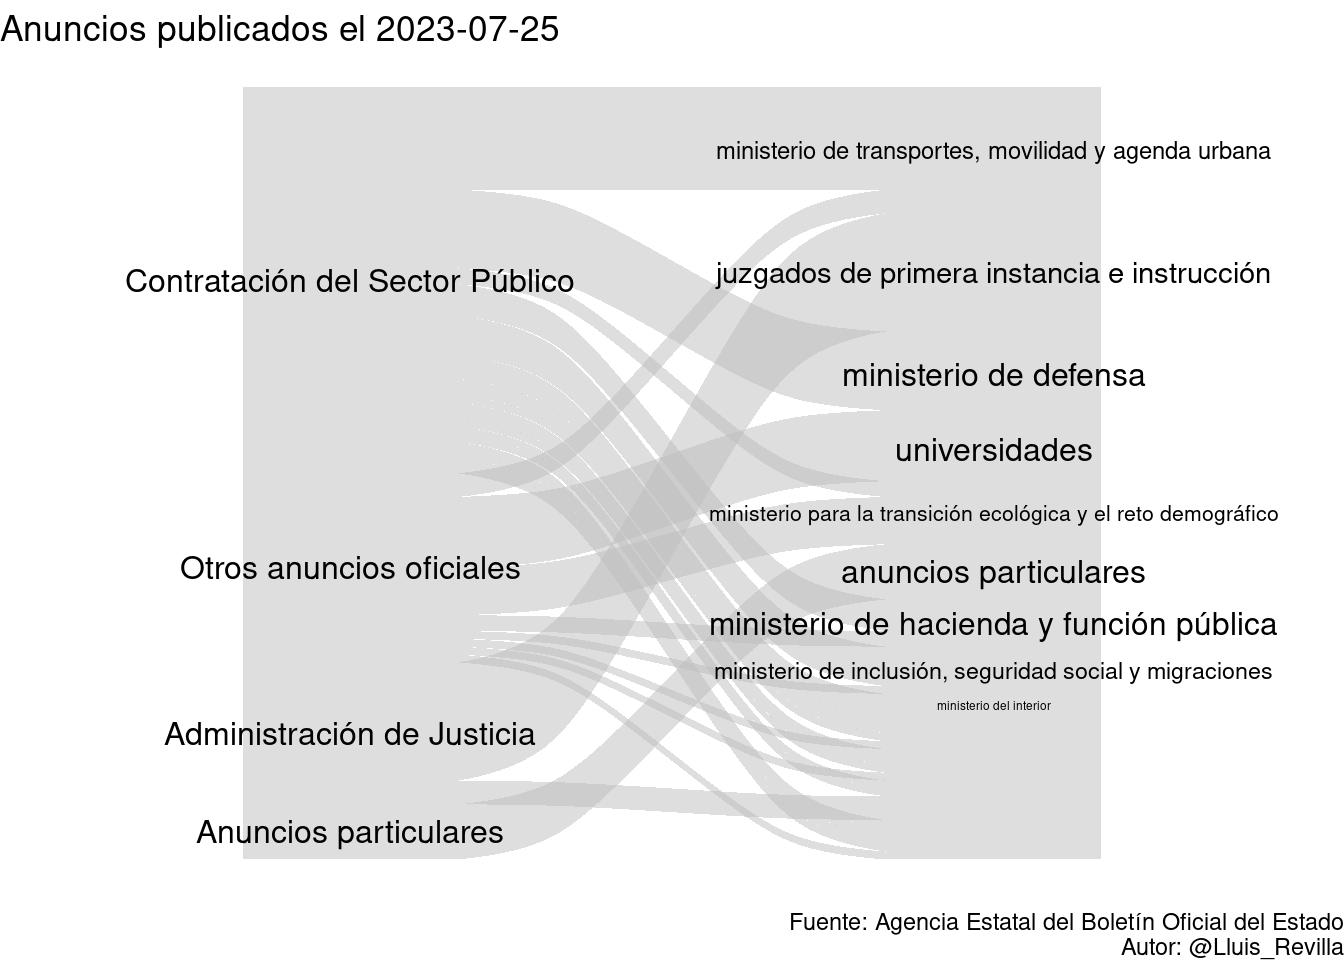 Anuncios publicados el 2023-07-25
Contratación del Sector Público
Otros anuncios oficiales
Administración de Justicia
Anuncios particulares
ministerio de transportes, movilidad y agenda urbana
juzgados de primera instancia e instrucción
ministerio de defensa
universidades
ministerio para la transición ecológica y el reto demográfico
anuncios particulares
ministerio de hacienda y función pública
ministerio de inclusión, seguridad social y migraciones
ministerio del interior
Fuente: Agencia Estatal del Boletín Oficial del Estado
Autor: @Lluis_Revilla